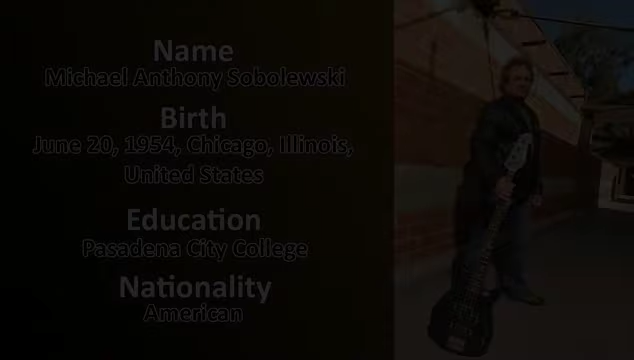 Name
Michael Anthony Sobolewski
Birth
June 20, 1954, Chicago, Illinois,
United States
Education
Pasadena City College
Nationality
American